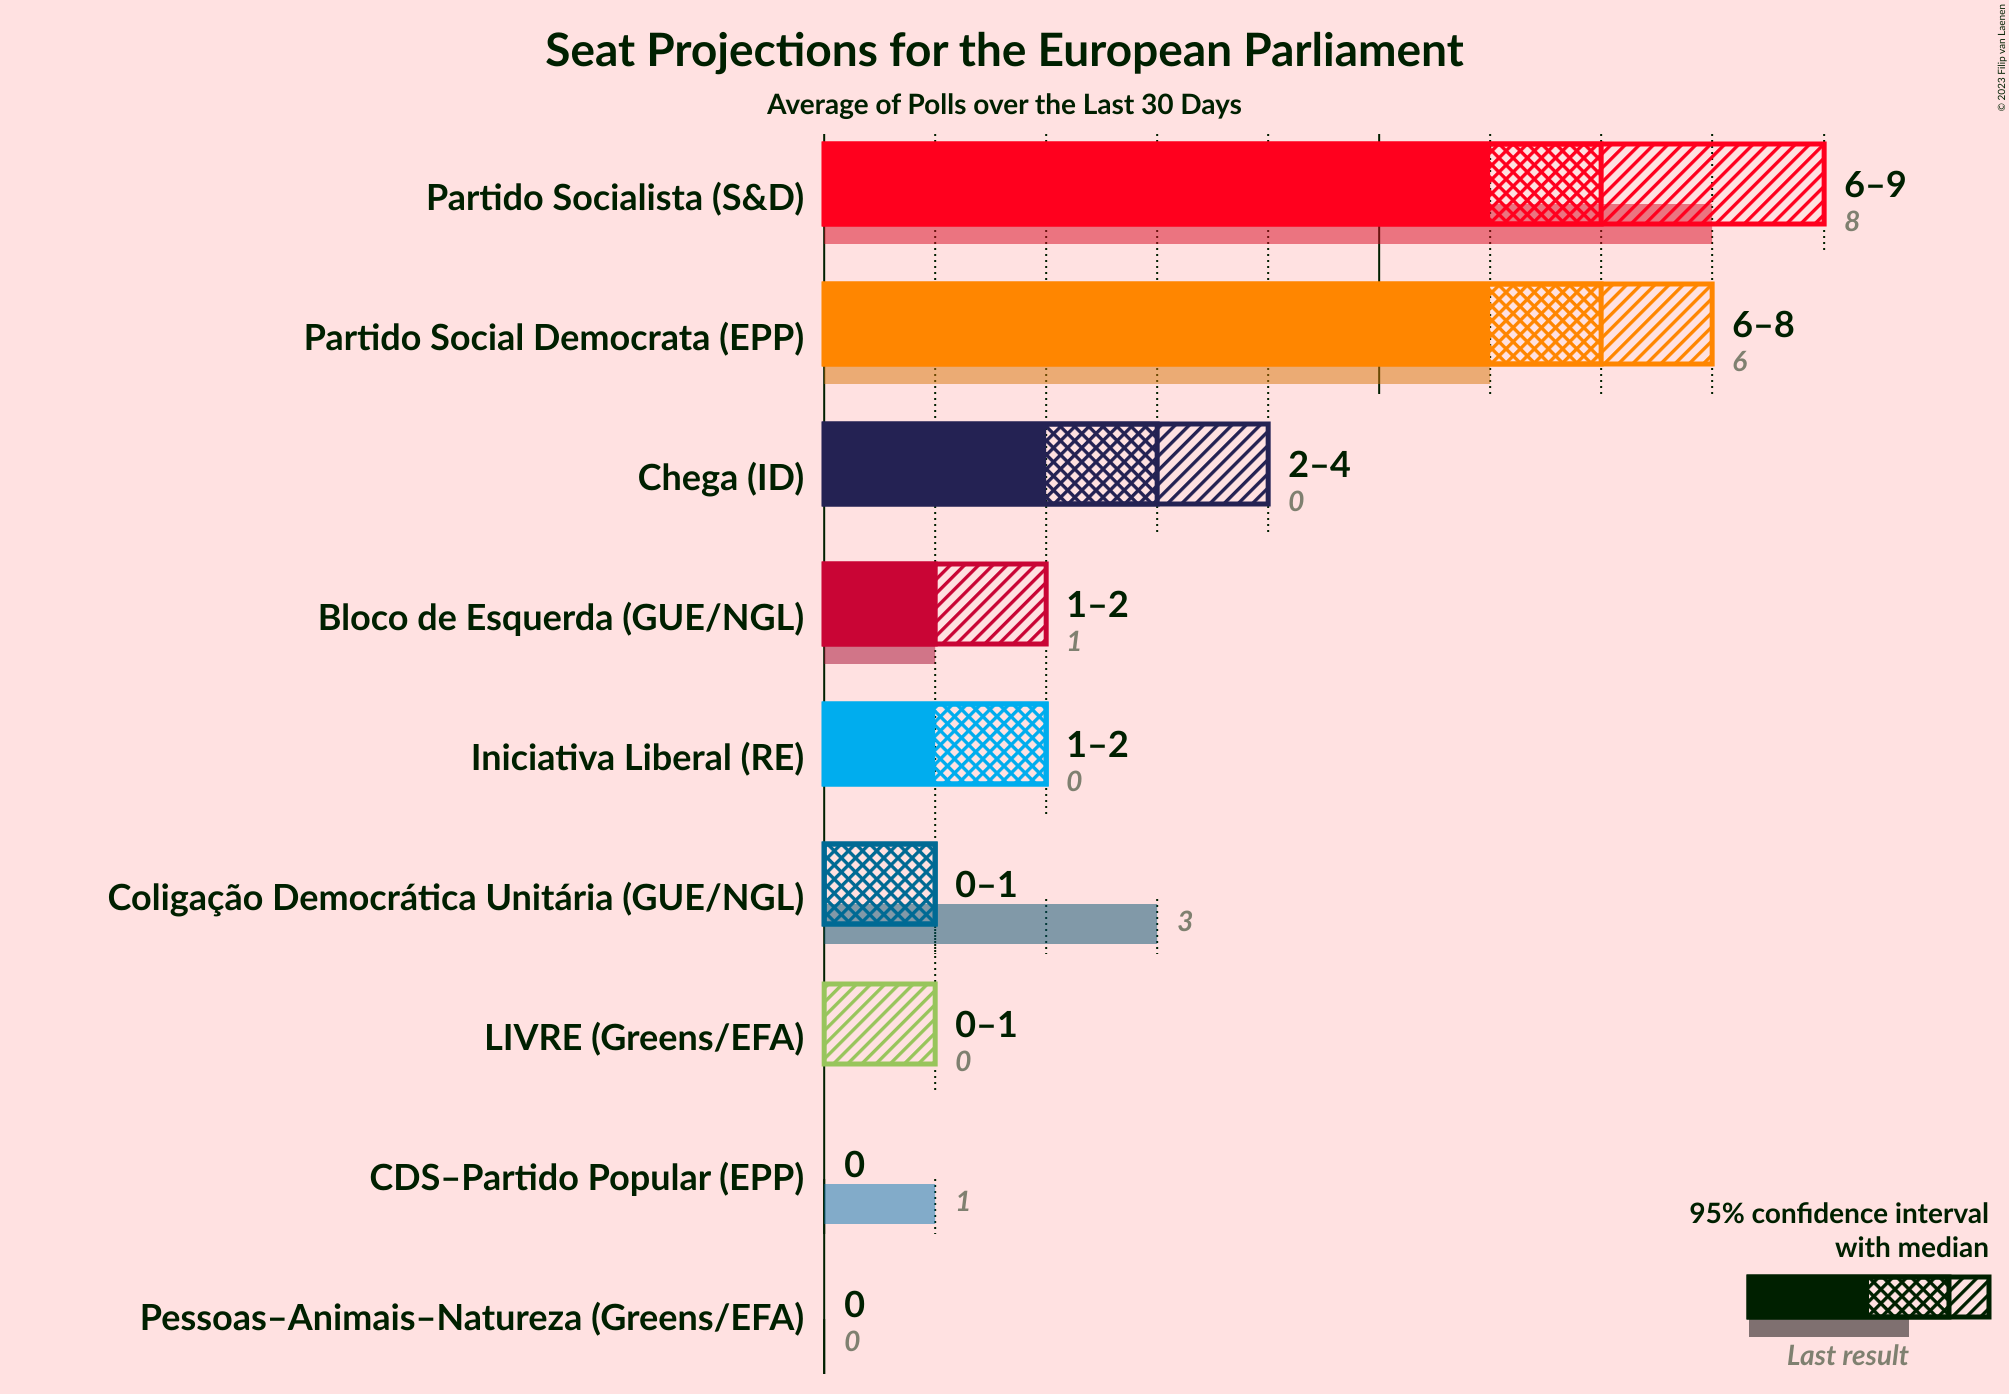 Seat Projections for the European Parliament
Average of Polls over the Last 30 Days
© 2023 Filip van Laenen
Partido Socialista (S&D)
6–9
8
Partido Social Democrata (EPP)
6–8
6
Chega (ID)
2–4
0
Bloco de Esquerda (GUE/NGL)
1–2
1
Iniciativa Liberal (RE)
1–2
0
Coligação Democrática Unitária (GUE/NGL)
0–1
3
LIVRE (Greens/EFA)
0–1
0
CDS–Partido Popular (EPP)
0
1
Pessoas–Animais–Natureza (Greens/EFA)
0
0
95% confidence interval
with median
Last result